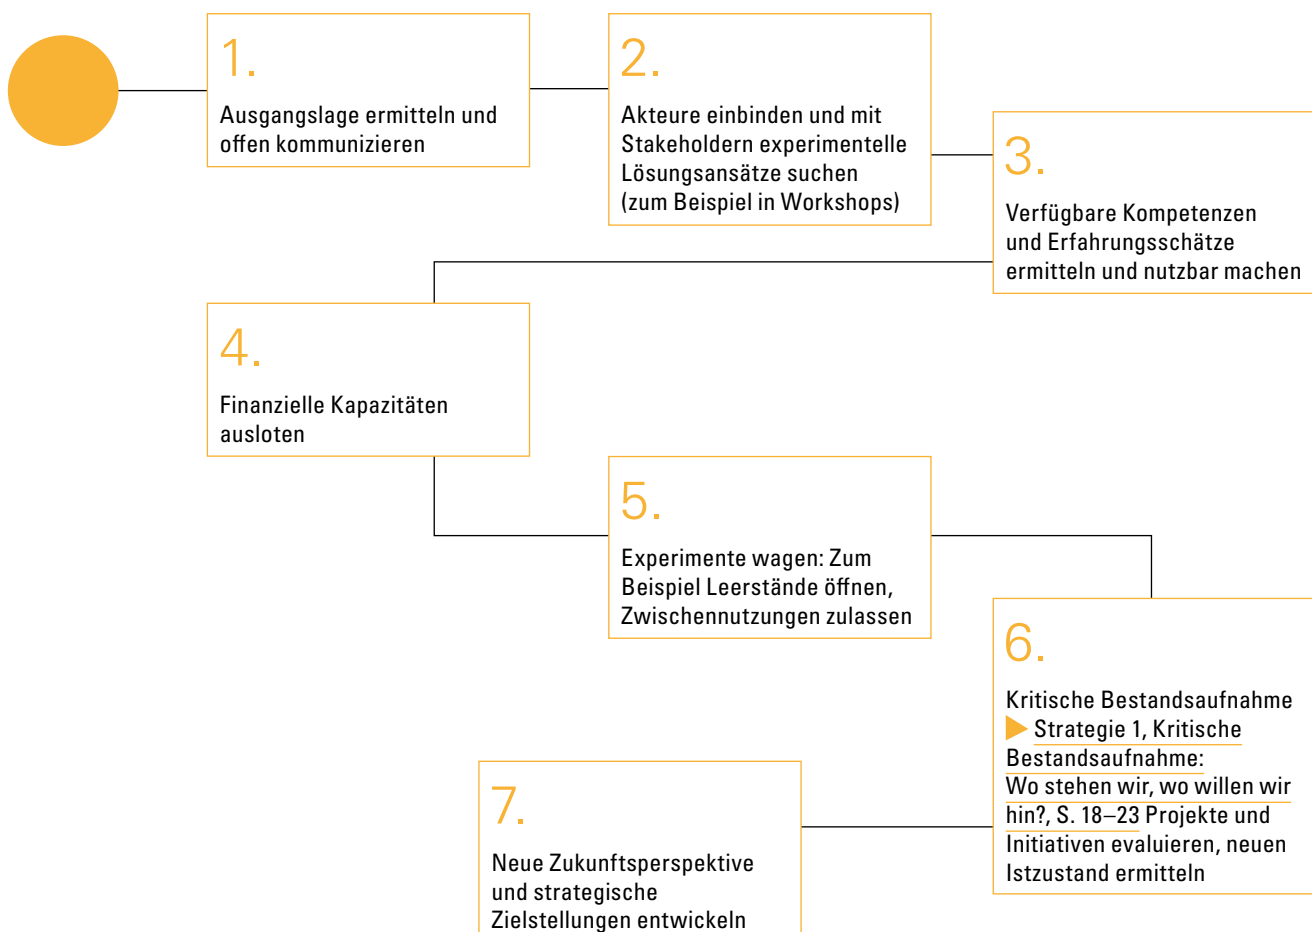 1.
Ausgangslage ermitteln und
offen kommunizieren
2.
Akteure einbinden und mit
Stakeholdern experimentelle
Lösungsansätze suchen
(zum Beispiel in Workshops)
3.
Verfügbare Kompetenzen
und Erfahrungsschätze
ermitteln und nutzbar machen
4.
Finanzielle Kapazitäten
ausloten
5.
Experimente wagen: Zum
Beispiel Leerstände öffnen,
Zwischennutzungen zulassen
6.
Kritische Bestandsaufnahme
Strategie 1, Kritische
Bestandsaufnahme:
Wo stehen wir, wo willen wir
hin?, S. 18–23 Projekte und
Initiativen evaluieren, neuen
Istzustand ermitteln
7.
Neue Zukunftsperspektive
und strategische
Zielstellungen entwickeln